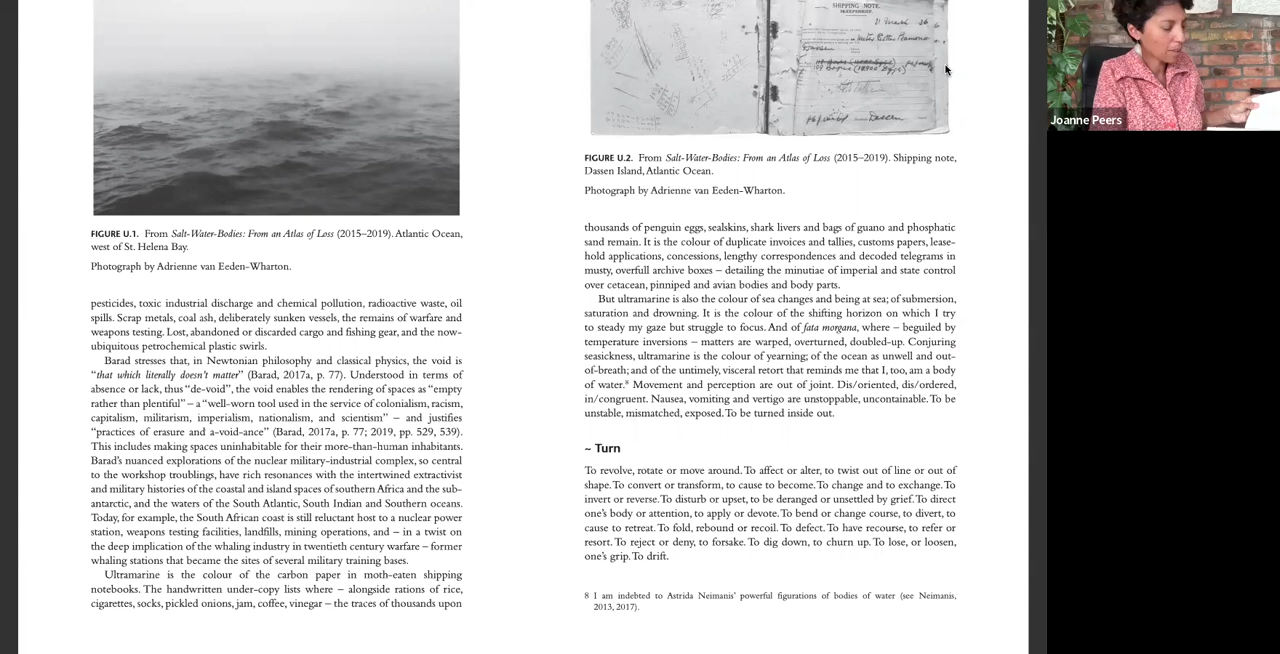 FIGURE U.1. From Salt-Water-Bodies: From an Atlas of Loss (2015–2019). Atlantic Ocean,
west of St. Helena Bay.
Photograph by Adrienne van Eeden-Wharton.
pesticides, toxic industrial discharge and chemical pollution, radioactive waste, oil
spills. Scrap metals, coal ash, deliberately sunken vessels, the remains of warfare and
weapons testing. Lost, abandoned or discarded cargo and fishing gear, and the now-
ubiquitous petrochemical plastic swirls.
Barad stresses that, in Newtonian philosophy and classical physics, the void is
“that which literally doesn’t matter” (Barad, 2017a, p. 77). Understood in terms of
absence or lack, thus “de-void”, the void enables the rendering of spaces as “empty
rather than plentiful” – a “well-worn tool used in the service of colonialism, racism,
capitalism, militarism, imperialism, nationalism, and scientism” – and justifies
“practices of erasure and a-void-ance” (Barad, 2017a, p. 77; 2019, pp. 529, 539).
This includes making spaces uninhabitable for their more-than-human inhabitants.
Barad’s nuanced explorations of the nuclear military-industrial complex, so central
to the workshop troublings, have rich resonances with the intertwined extractivist
and military histories of the coastal and island spaces of southern Africa and the sub-
antarctic, and the waters of the South Atlantic, South Indian and Southern oceans.
Today, for example, the South African coast is still reluctant host to a nuclear power
station, weapons testing facilities, landfills, mining operations, and – in a twist on
the deep implication of the whaling industry in twentieth century warfare – former
whaling stations that became the sites of several military training bases.
Ultramarine is the colour of the carbon paper in moth-eaten shipping
notebooks. The handwritten under-copy lists where – alongside rations of rice,
cigarettes, socks, pickled onions, jam, coffee, vinegar – the traces of thousands upon
SHIPPING NOTE.
FIGURE U.2. From Salt-Water-Bodies: From an Atlas of Loss (2015–2019). Shipping note,
Dassen Island, Atlantic Ocean.
Photograph by Adrienne van Eeden-Wharton.
thousands of penguin eggs, sealskins, shark livers and bags of guano and phosphatic
sand remain. It is the colour of duplicate invoices and tallies, customs papers, lease-
hold applications, concessions, lengthy correspondences and decoded telegrams in
musty, overfull archive boxes – detailing the minutiae of imperial and state control
over cetacean, pinniped and avian bodies and body parts.
But ultramarine is also the colour of sea changes and being at sea; of submersion,
saturation and drowning. It is the colour of the shifting horizon on which I try
to steady my gaze but struggle to focus. And of fata morgana, where – beguiled by
temperature inversions – matters are warped, overturned, doubled-up. Conjuring
seasickness, ultramarine is the colour of yearning; of the ocean as unwell and out-
of-breath; and of the untimely, visceral retort that reminds me that I, too, am a body
of water.⁸ Movement and perception are out of joint. Dis/oriented, dis/ordered,
in/congruent. Nausea, vomiting and vertigo are unstoppable, uncontainable. To be
unstable, mismatched, exposed. To be turned inside out.
~ Turn
To revolve, rotate or move around. To affect or alter, to twist out of line or out of
shape. To convert or transform, to cause to become. To change and to exchange. To
invert or reverse. To disturb or upset, to be deranged or unsettled by grief. To direct
one’s body or attention, to apply or devote. To bend or change course, to divert, to
cause to retreat. To fold, rebound or recoil. To defect. To have recourse, to refer or
resort. To reject or deny, to forsake. To dig down, to churn up. To lose, or loosen,
one’s grip. To drift.
8 I am indebted to Astrida Neimanis’ powerful figurations of bodies of water (see Neimanis,
2013, 2017).
Joanne Peers